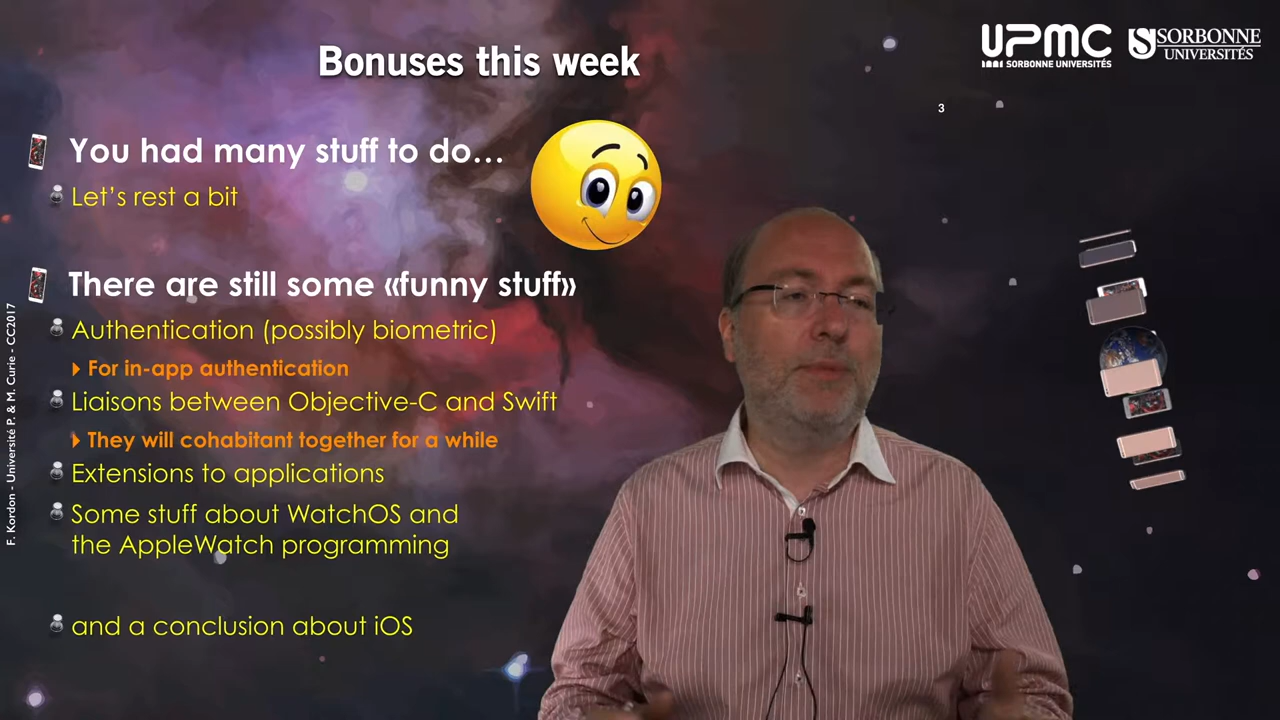 Bonuses this week
UPMC
SORBONNE UNIVERSITÉS
SORBONNE
UNIVERSITÉS
3
You had many stuff to do…
Let’s rest a bit
There are still some «funny stuff»
Authentication (possibly biometric)
For in-app authentication
Liaisons between Objective-C and Swift
They will cohabitant together for a while
Extensions to applications
Some stuff about WatchOS and
the AppleWatch programming
and a conclusion about iOS
F. Kordon - Université P. & M. Curie - CC2017